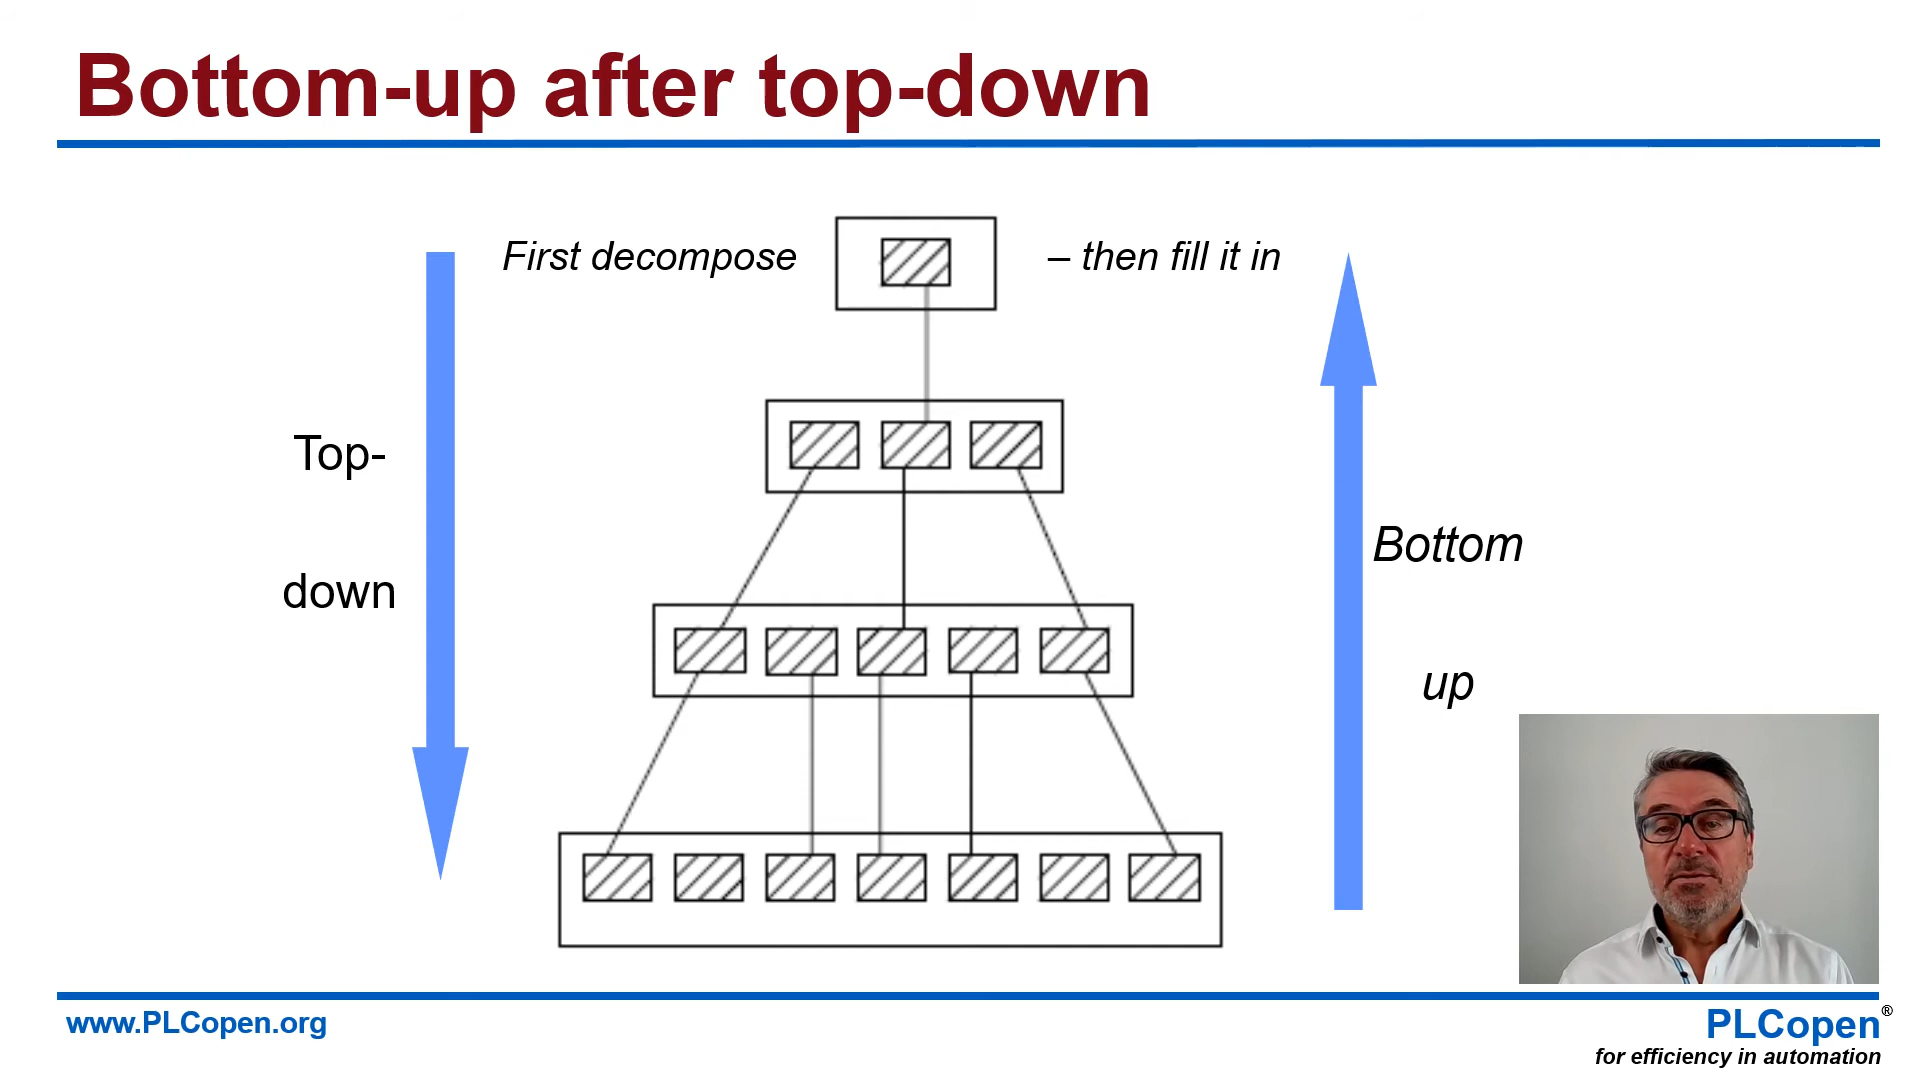 Bottom-up after top-down
First decompose
– then fill it in
Top-
down
Bottom
up
www.PLCopen.org
PLCopen®
for efficiency in automation